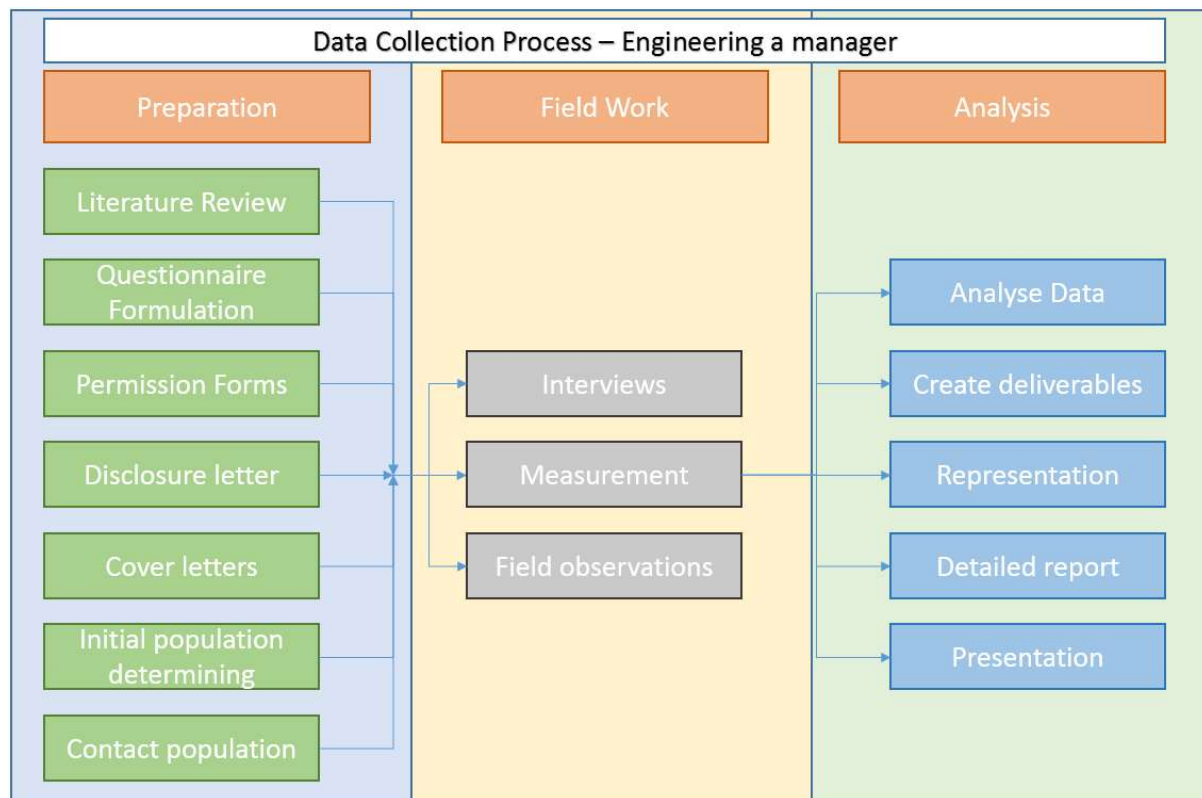 Data Collection Process – Engineering a manager
Preparation
Field Work
Analysis
Literature Review
Questionnaire
Formulation
Permission Forms
Disclosure letter
Cover letters
Initial population
determining
Contact population
Interviews
Measurement
Field observations
Analyse Data
Create deliverables
Representation
Detailed report
Presentation